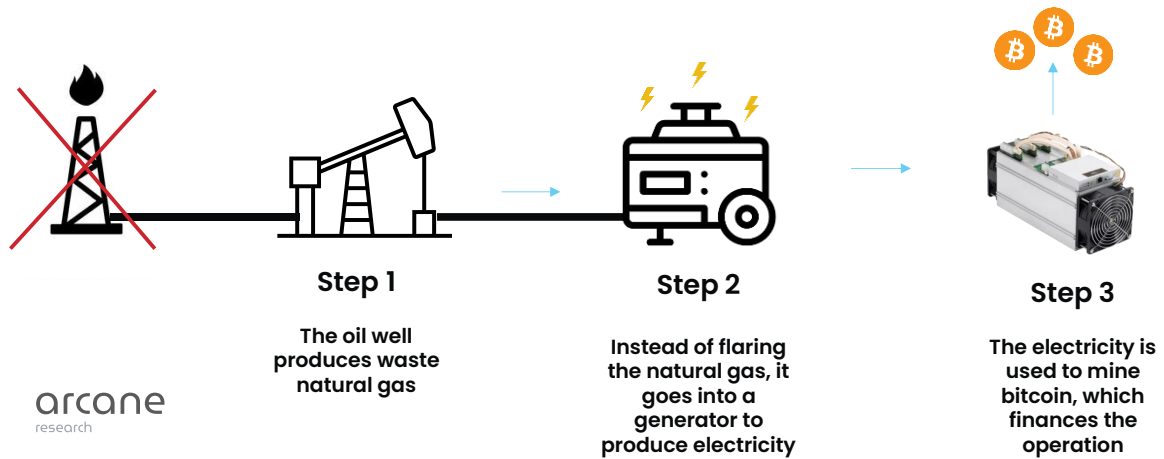 Step 1
The oil well
produces waste
natural gas
Step 2
Instead of flaring
the natural gas, it
goes into a
generator to
produce electricity
Step 3
The electricity is
used to mine
bitcoin, which
finances the
operation
arcane
research